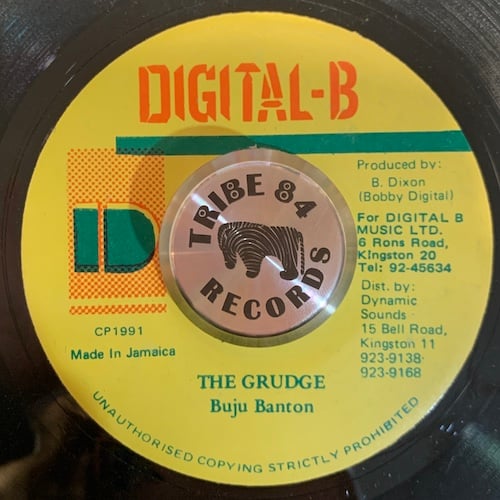 DIGITAL-B
Produced by:
B. Dixon
(Bobby Digital)
For DIGITAL B
MUSIC LTD.
6 Rons Road,
Kingston 20
Tel: 92-45634
Dist. by:
Dynamic
Sounds
15 Bell Road,
Kingston 11
923-9138
923-9168
D
TRIBE 84
RECORDS
CP1991
Made In Jamaica
THE GRUDGE
Buju Banton
UNAUTHORISED COPYING STRICTLY PROHIBITED